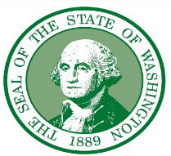 THE SEAL OF THE STATE OF WASHINGTON
1889